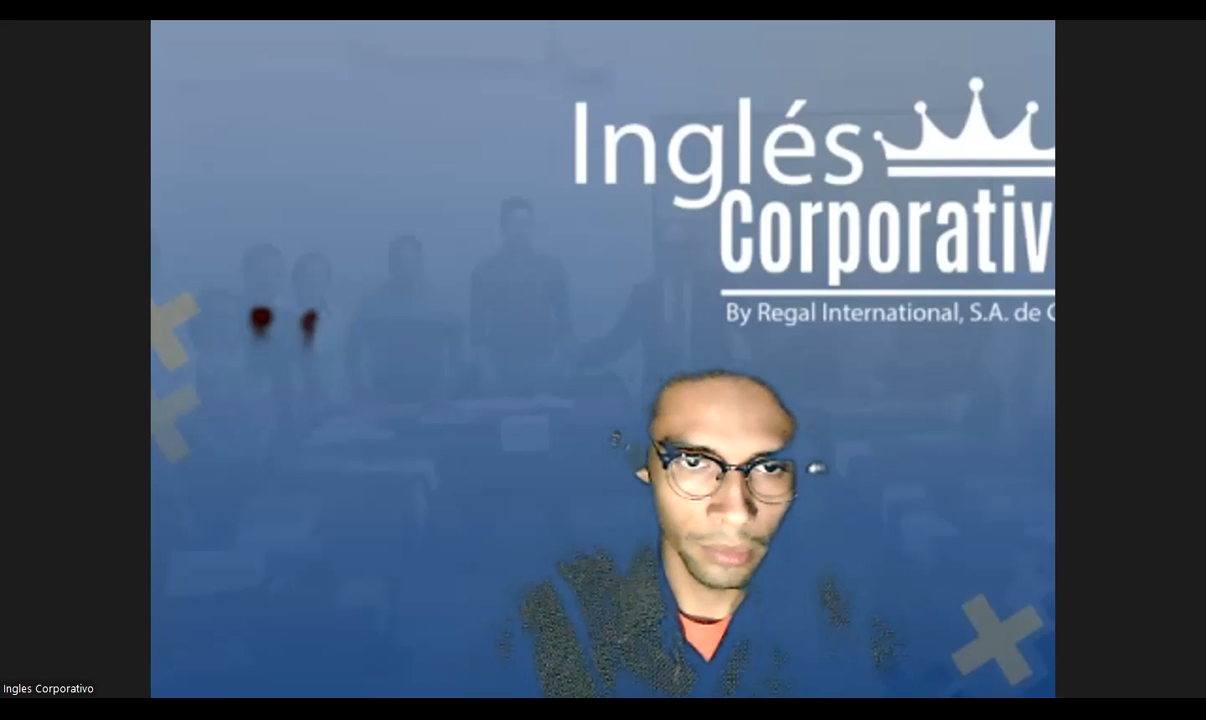 Inglés
Corporativ
By Regal International, S.A. de C
Ingles Corporativo